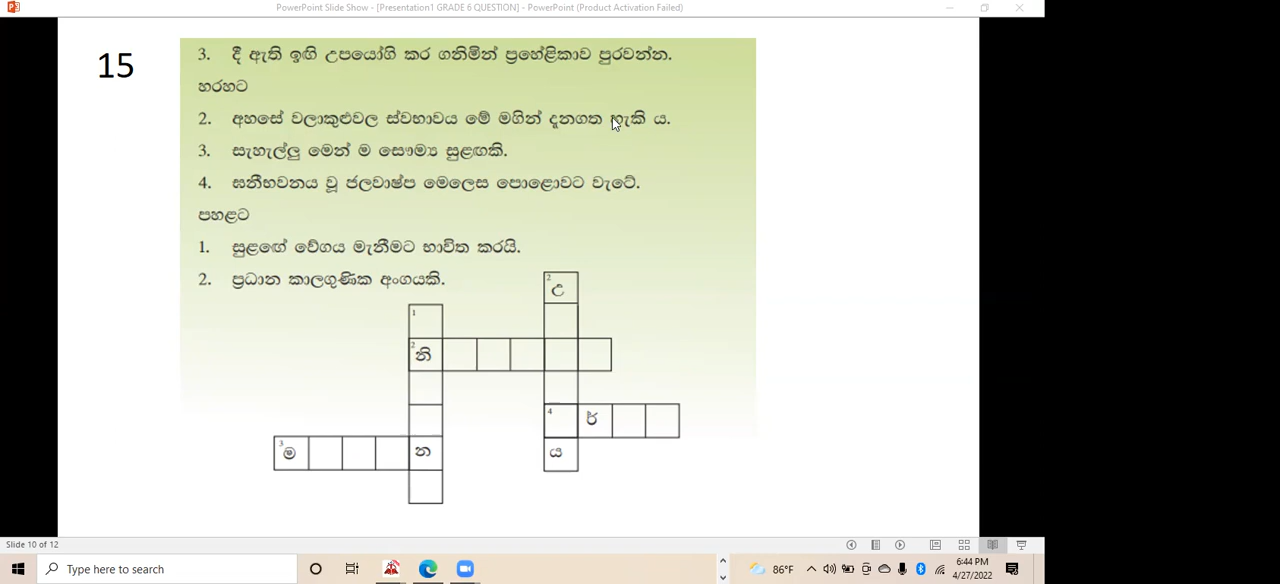 PowerPoint Slide Show - [Presentation1 GRADE 6 QUESTION] - PowerPoint (Product Activation Failed)
15
3. දී ඇති ඉඟි උපයෝගි කර ගනිමින් ප්‍රහේළිකාව පුරවන්න.
හරහට
2. අහසේ වලාකුළුවල ස්වභාවය මේ මගින් දැනගත හැකි ය.
3. සැහැල්ලු මෙන් ම සෞම්‍ය සුළඟකි.
4. ඝනීභවනය වූ ජලවාෂ්ප මෙලෙස පොළොවට වැටේ.
පහළට
1. සුළඟේ වේගය මැනීමට භාවිත කරයි.
2. ප්‍රධාන කාලගුණික අංගයකි.
2 උ
1
2 නි
4 ර්
3 ම න ය
Slide 10 of 12
Type here to search
86°F
6:44 PM
4/27/2022